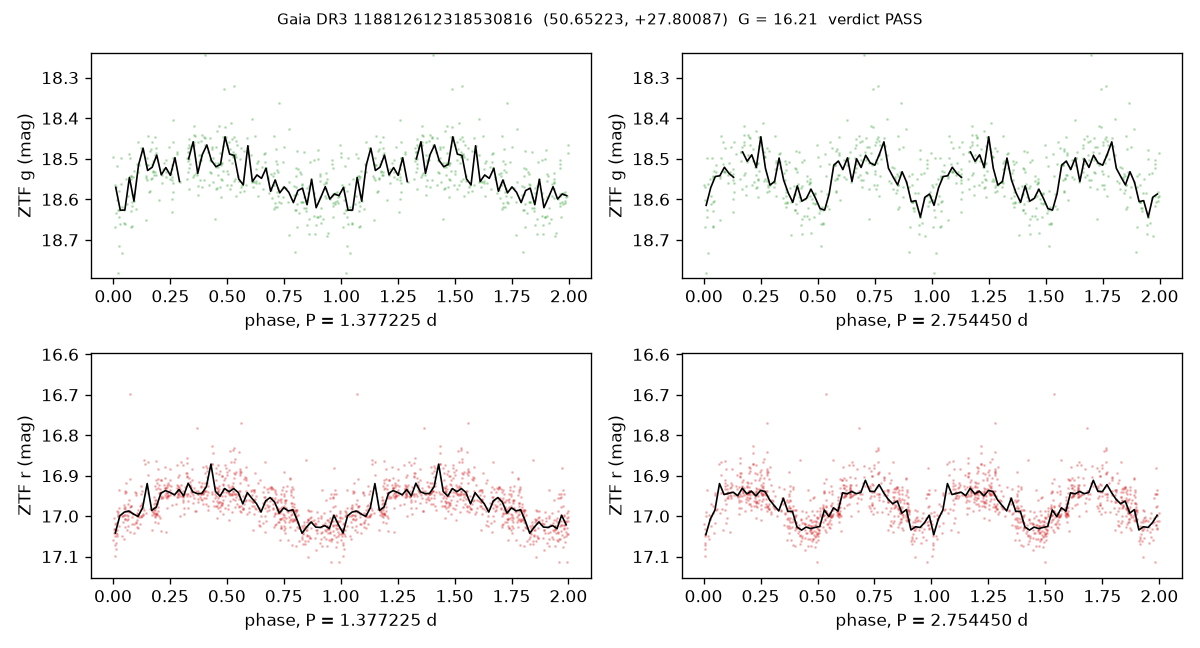 Gaia DR3 118812612318530816  (50.65223, +27.80087)  G = 16.21  verdict PASS
ZTF g (mag)
18.3
18.4
18.5
18.6
18.7
0.00 0.25 0.50 0.75 1.00 1.25 1.50 1.75 2.00
phase, P = 1.377225 d
ZTF g (mag)
18.3
18.4
18.5
18.6
18.7
0.00 0.25 0.50 0.75 1.00 1.25 1.50 1.75 2.00
phase, P = 2.754450 d
ZTF r (mag)
16.6
16.7
16.8
16.9
17.0
17.1
0.00 0.25 0.50 0.75 1.00 1.25 1.50 1.75 2.00
phase, P = 1.377225 d
ZTF r (mag)
16.6
16.7
16.8
16.9
17.0
17.1
0.00 0.25 0.50 0.75 1.00 1.25 1.50 1.75 2.00
phase, P = 2.754450 d